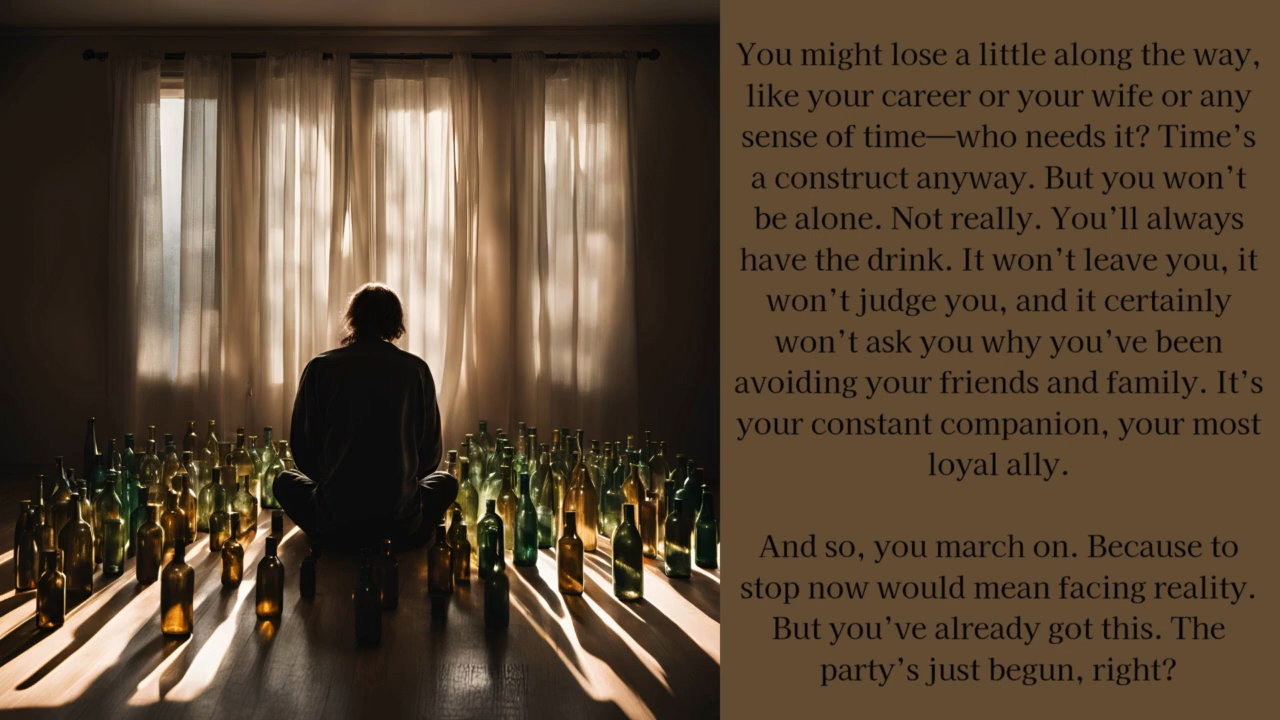 You might lose a little along the way,
like your career or your wife or any
sense of time—who needs it? Time’s
a construct anyway. But you won’t
be alone. Not really. You’ll always
have the drink. It won’t leave you, it
won’t judge you, and it certainly
won’t ask you why you’ve been
avoiding your friends and family. It’s
your constant companion, your most
loyal ally.
And so, you march on. Because to
stop now would mean facing reality.
But you’ve already got this. The
party’s just begun, right?